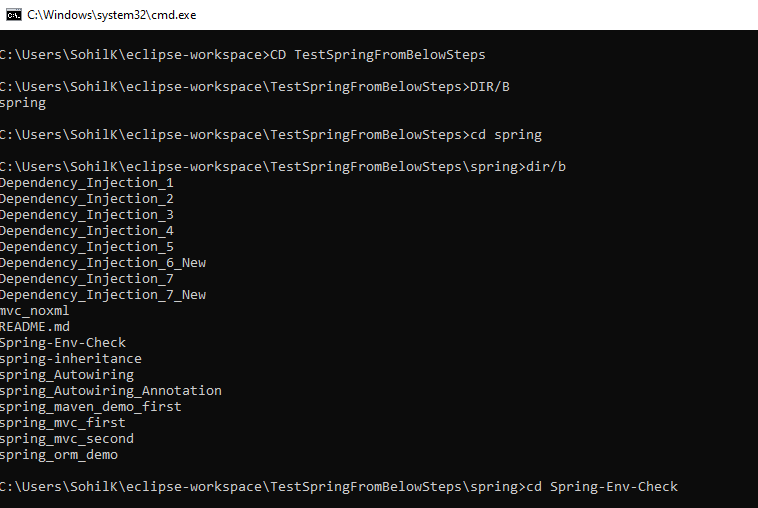 C:\Windows\system32\cmd.exe
C:\Users\SohilK\eclipse-workspace>CD TestSpringFromBelowSteps
C:\Users\SohilK\eclipse-workspace\TestSpringFromBelowSteps>DIR/B
spring
C:\Users\SohilK\eclipse-workspace\TestSpringFromBelowSteps>cd spring
C:\Users\SohilK\eclipse-workspace\TestSpringFromBelowSteps\spring>dir/b
Dependency_Injection_1
Dependency_Injection_2
Dependency_Injection_3
Dependency_Injection_4
Dependency_Injection_5
Dependency_Injection_6_New
Dependency_Injection_7
Dependency_Injection_7_New
mvc_noxml
README.md
Spring-Env-Check
spring-inheritance
spring_Autowiring
spring_Autowiring_Annotation
spring_maven_demo_first
spring_mvc_first
spring_mvc_second
spring_orm_demo
C:\Users\SohilK\eclipse-workspace\TestSpringFromBelowSteps\spring>cd Spring-Env-Check